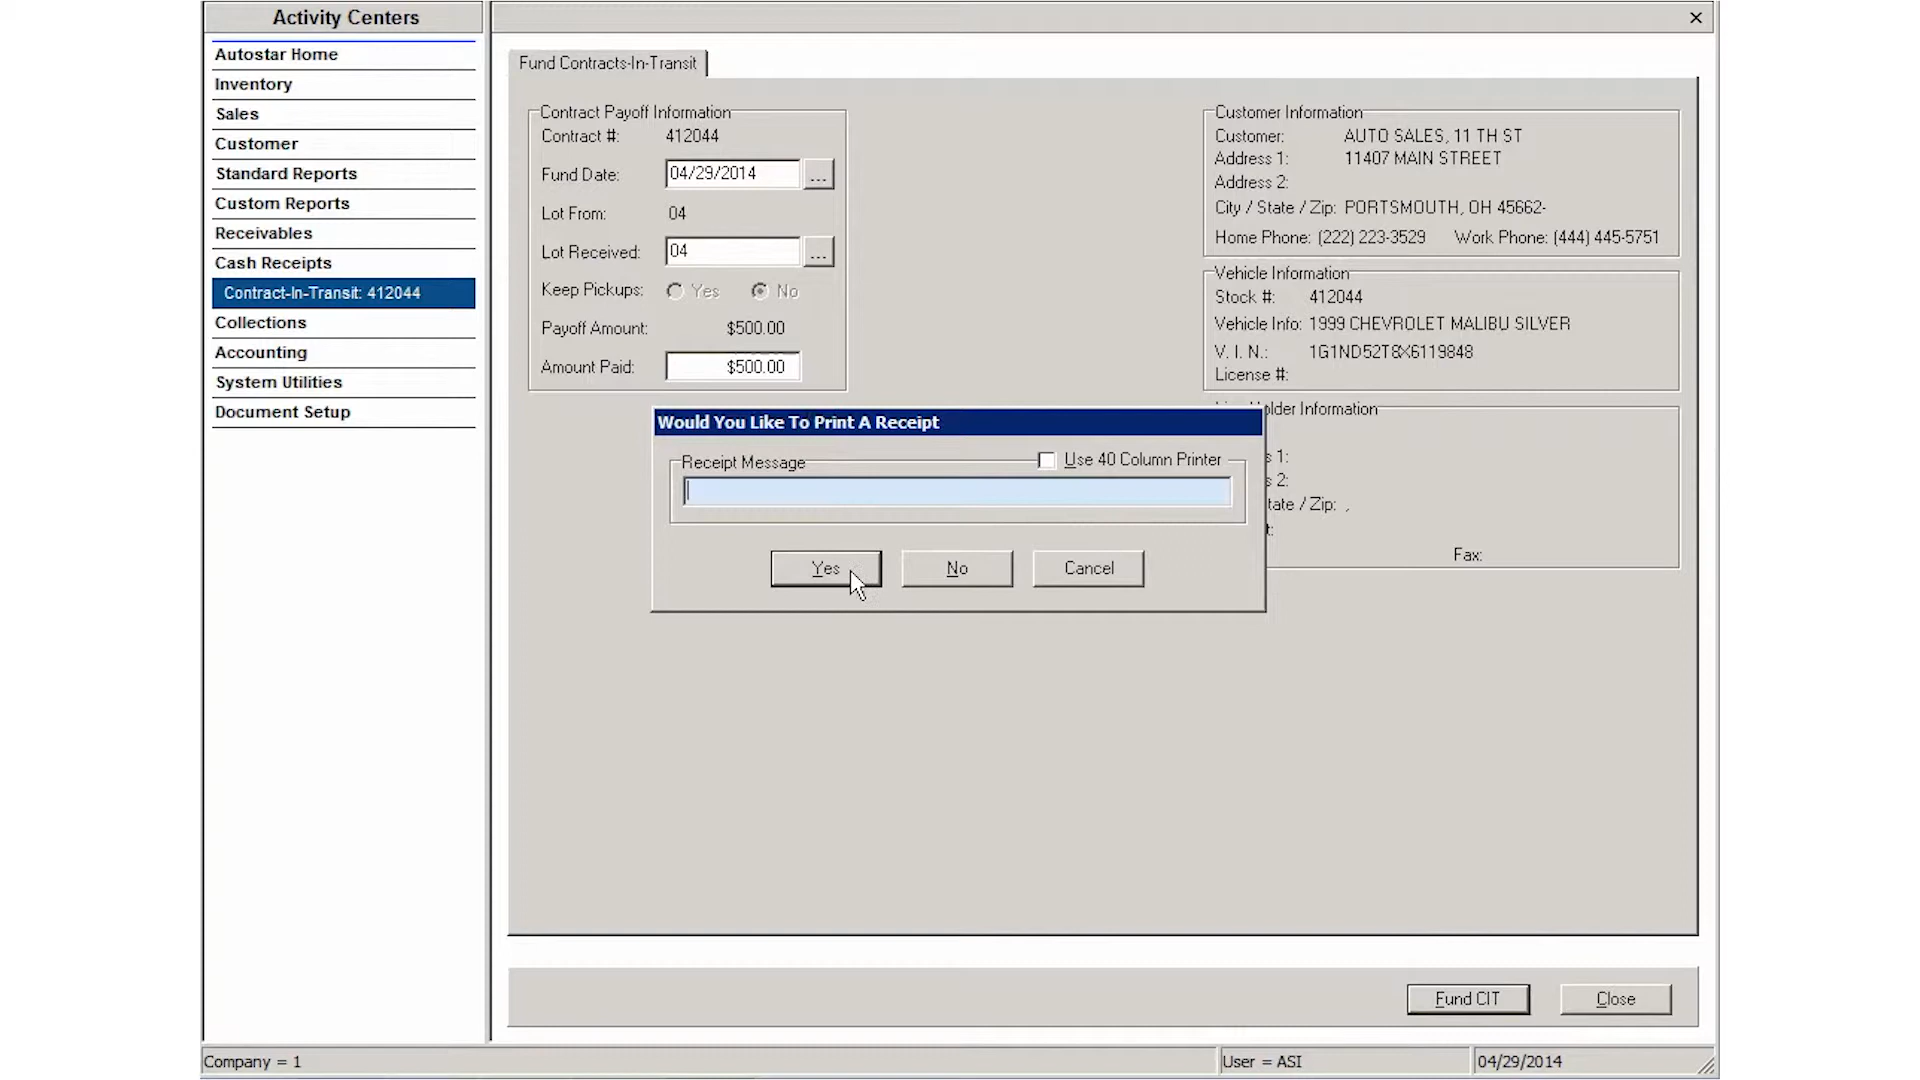 Activity Centers
Autostar Home
Inventory
Sales
Customer
Standard Reports
Custom Reports
Receivables
Cash Receipts
Contract-In-Transit: 412044
Collections
Accounting
System Utilities
Document Setup
Fund Contracts-In-Transit
Contract Payoff Information
Contract #: 412044
Fund Date: 04/29/2014 ...
Lot From: 04
Lot Received: 04 ...
Keep Pickups: Yes No
Payoff Amount: $500.00
Amount Paid: $500.00
Customer Information
Customer: AUTO SALES, 11 TH ST
Address 1: 11407 MAIN STREET
Address 2:
City / State / Zip: PORTSMOUTH, OH 45662-
Home Phone: (222) 223-3529 Work Phone: (444) 445-5751
Vehicle Information
Stock #: 412044
Vehicle Info: 1999 CHEVROLET MALIBU SILVER
V. I. N.: 1G1ND52T8X6119848
License #:
Holder Information
s 1:
s 2:
tate / Zip: ,
t:
Fax:
Would You Like To Print A Receipt
Receipt Message
Use 40 Column Printer
Yes No Cancel
Fund CIT Close
Company = 1
User = ASI
04/29/2014